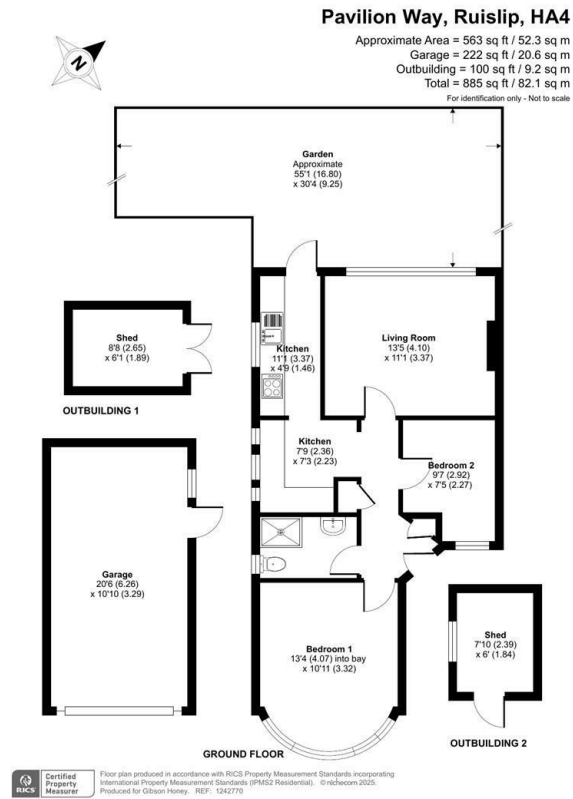 Pavilion Way, Ruislip, HA4
Approximate Area = 563 sq ft / 52.3 sq m
Garage = 222 sq ft / 20.6 sq m
Outbuilding = 100 sq ft / 9.2 sq m
Total = 885 sq ft / 82.1 sq m
For identification only - Not to scale
N
Garden
Approximate
55'1 (16.80)
x 30'4 (9.25)
Shed
8'8 (2.65)
x 6'1 (1.89)
OUTBUILDING 1
Kitchen
11'1 (3.37)
x 4'9 (1.46)
Living Room
13'5 (4.10)
x 11'1 (3.37)
Kitchen
7'9 (2.36)
x 7'3 (2.23)
Bedroom 2
9'7 (2.92)
x 7'5 (2.27)
Garage
20'6 (6.26)
x 10'10 (3.29)
Bedroom 1
13'4 (4.07) into bay
x 10'11 (3.32)
Shed
7'10 (2.39)
x 6' (1.84)
GROUND FLOOR
OUTBUILDING 2
RICS
Certified
Property
Measurer
Floor plan produced in accordance with RICS Property Measurement Standards incorporating
International Property Measurement Standards (IPMS2 Residential). © nichecom 2025.
Produced for Gibson Honey. REF: 1242770